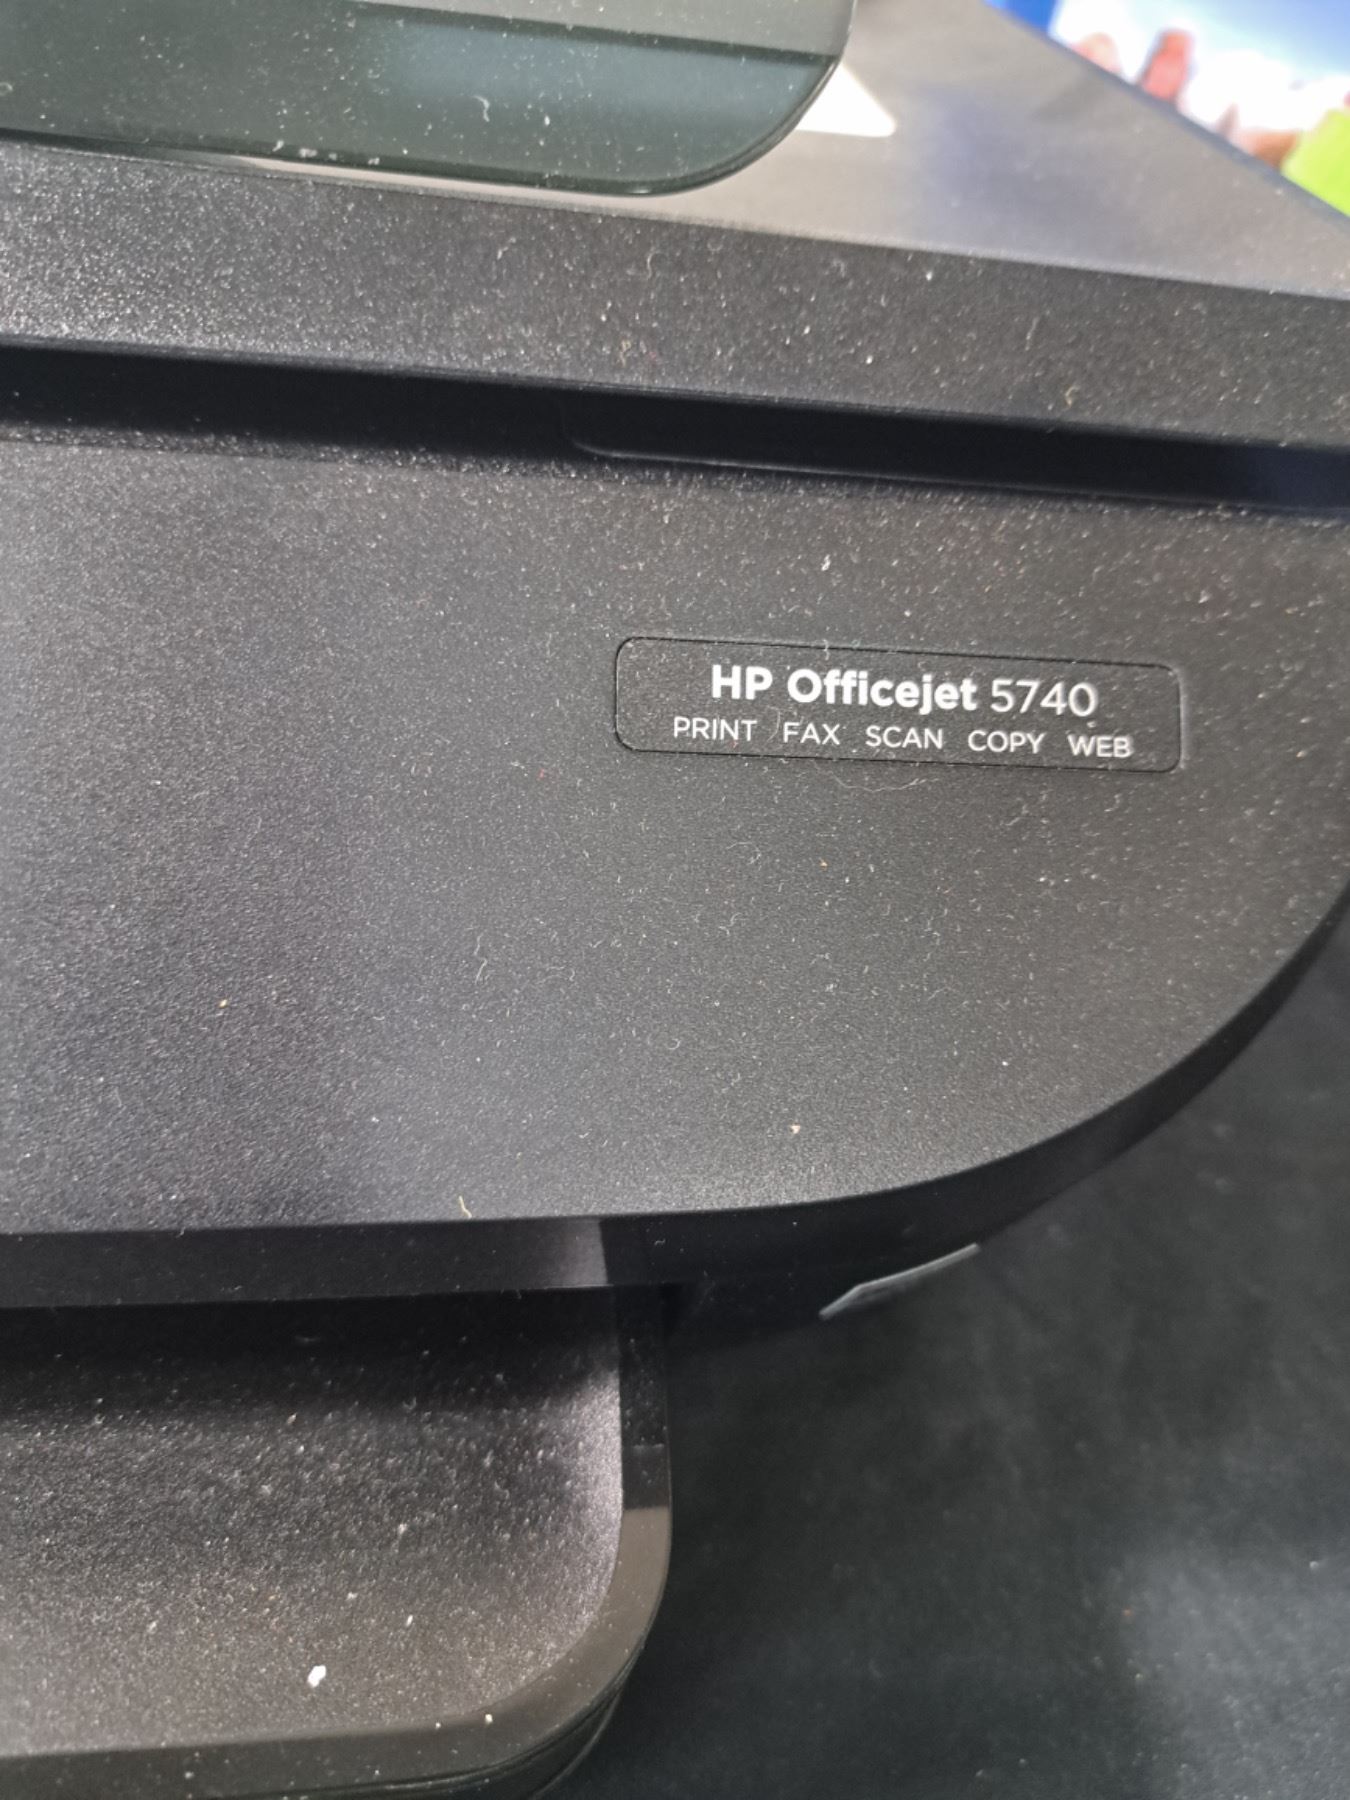 HP Officejet 5740
PRINT FAX SCAN COPY WEB